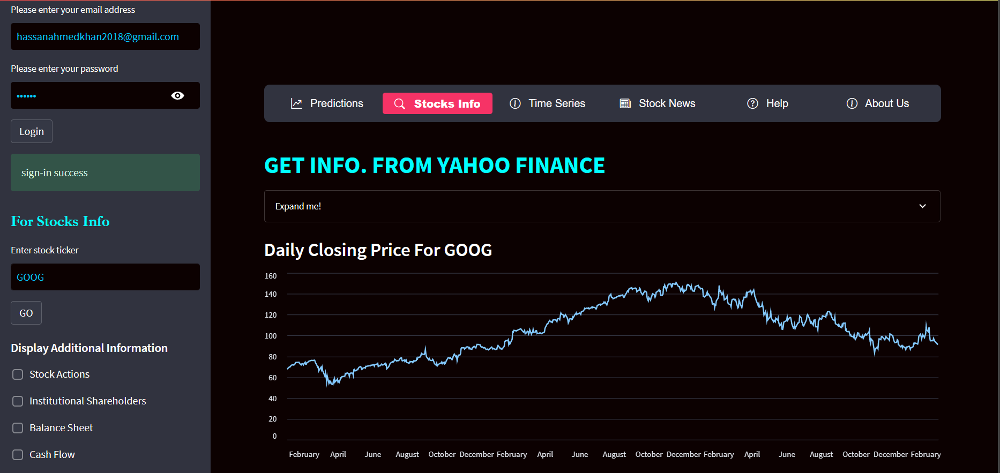 Please enter your email address
hassanahmedkhan2018@gmail.com
Please enter your password
••••••
Login
sign-in success
For Stocks Info
Enter stock ticker
GOOG
GO
Display Additional Information
Stock Actions
Institutional Shareholders
Balance Sheet
Cash Flow
Predictions Stocks Info Time Series Stock News Help About Us
GET INFO. FROM YAHOO FINANCE
Expand me!
Daily Closing Price For GOOG
160
140
120
100
80
60
40
20
0
February April June August October December February April June August October December February April June August October December February